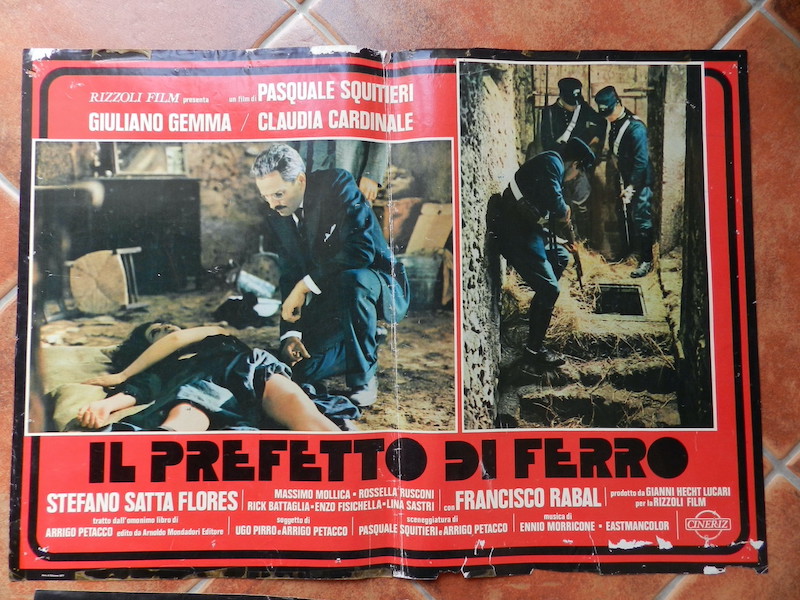 RIZZOLI FILM presenta un film di PASQUALE SQUITIERI
GIULIANO GEMMA / CLAUDIA CARDINALE
IL PREFETTO DI FERRO
STEFANO SATTA FLORES
MASSIMO MOLLICA • ROSSELLA RUSCONI
RICK BATTAGLIA • ENZO FISICHELLA • LINA SASTRI
con FRANCISCO RABAL
prodotto da GIANNI HECHT LUCARI
per la RIZZOLI FILM
tratto dall'omonimo libro di
ARRIGO PETACCO edito da Arnoldo Mondadori Editore
soggetto di
UGO PIRRO e ARRIGO PETACCO
sceneggiatura di
PASQUALE SQUITIERI e ARRIGO PETACCO
musica di
ENNIO MORRICONE • EASTMANCOLOR
CINERIZ